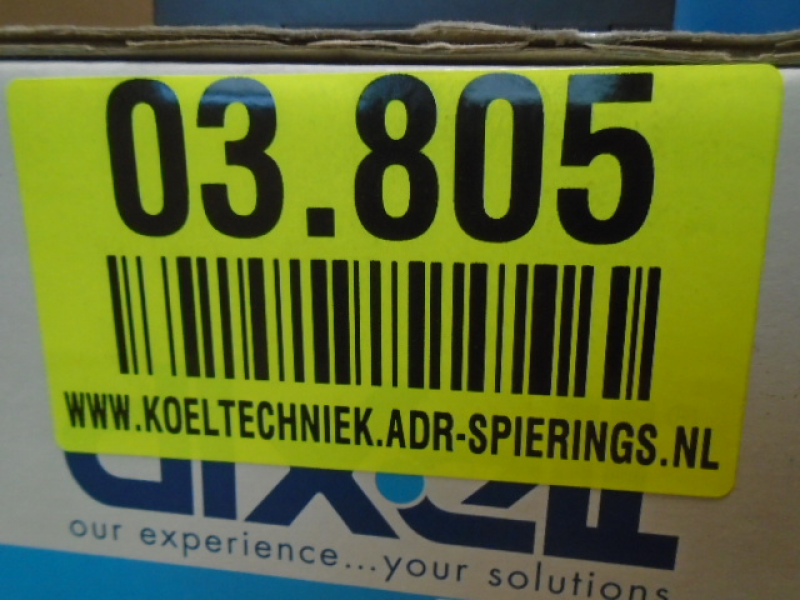 03.805
WWW.KOELTECHNIEK.ADR-SPIERINGS.NL
our experience...your solutions